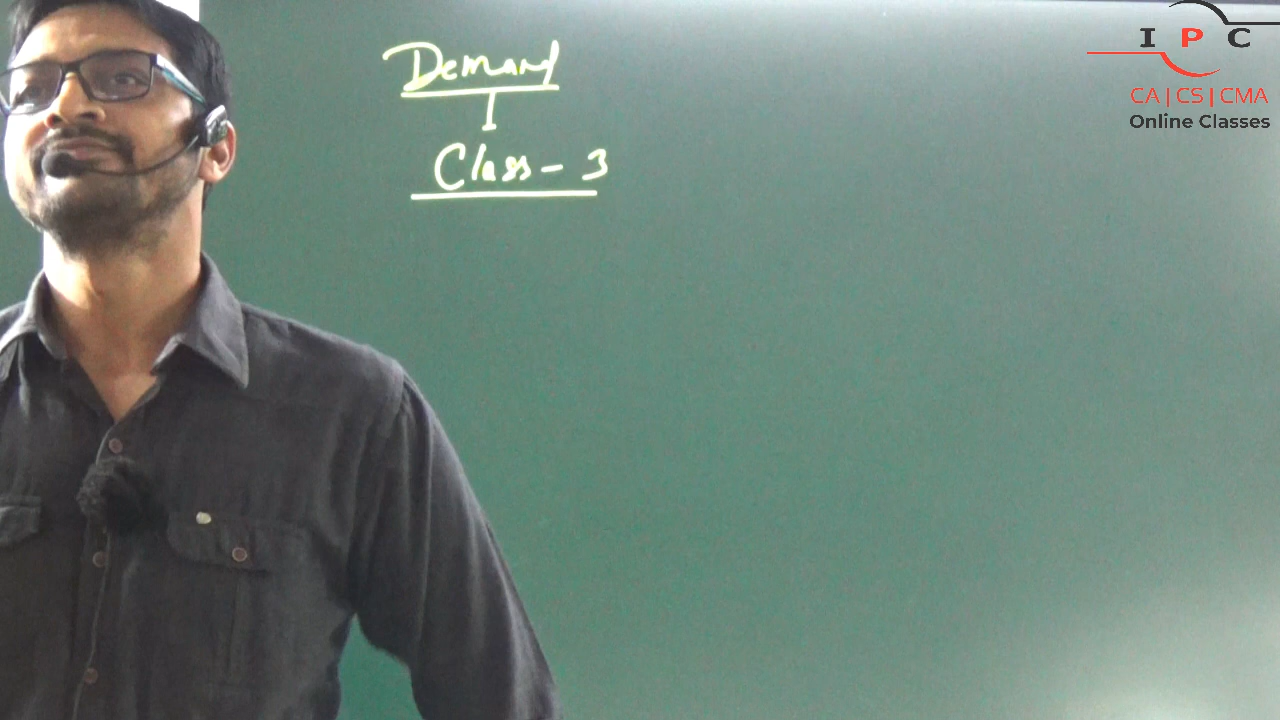 Demand
Class - 3
I P C
CA | CS | CMA
Online Classes